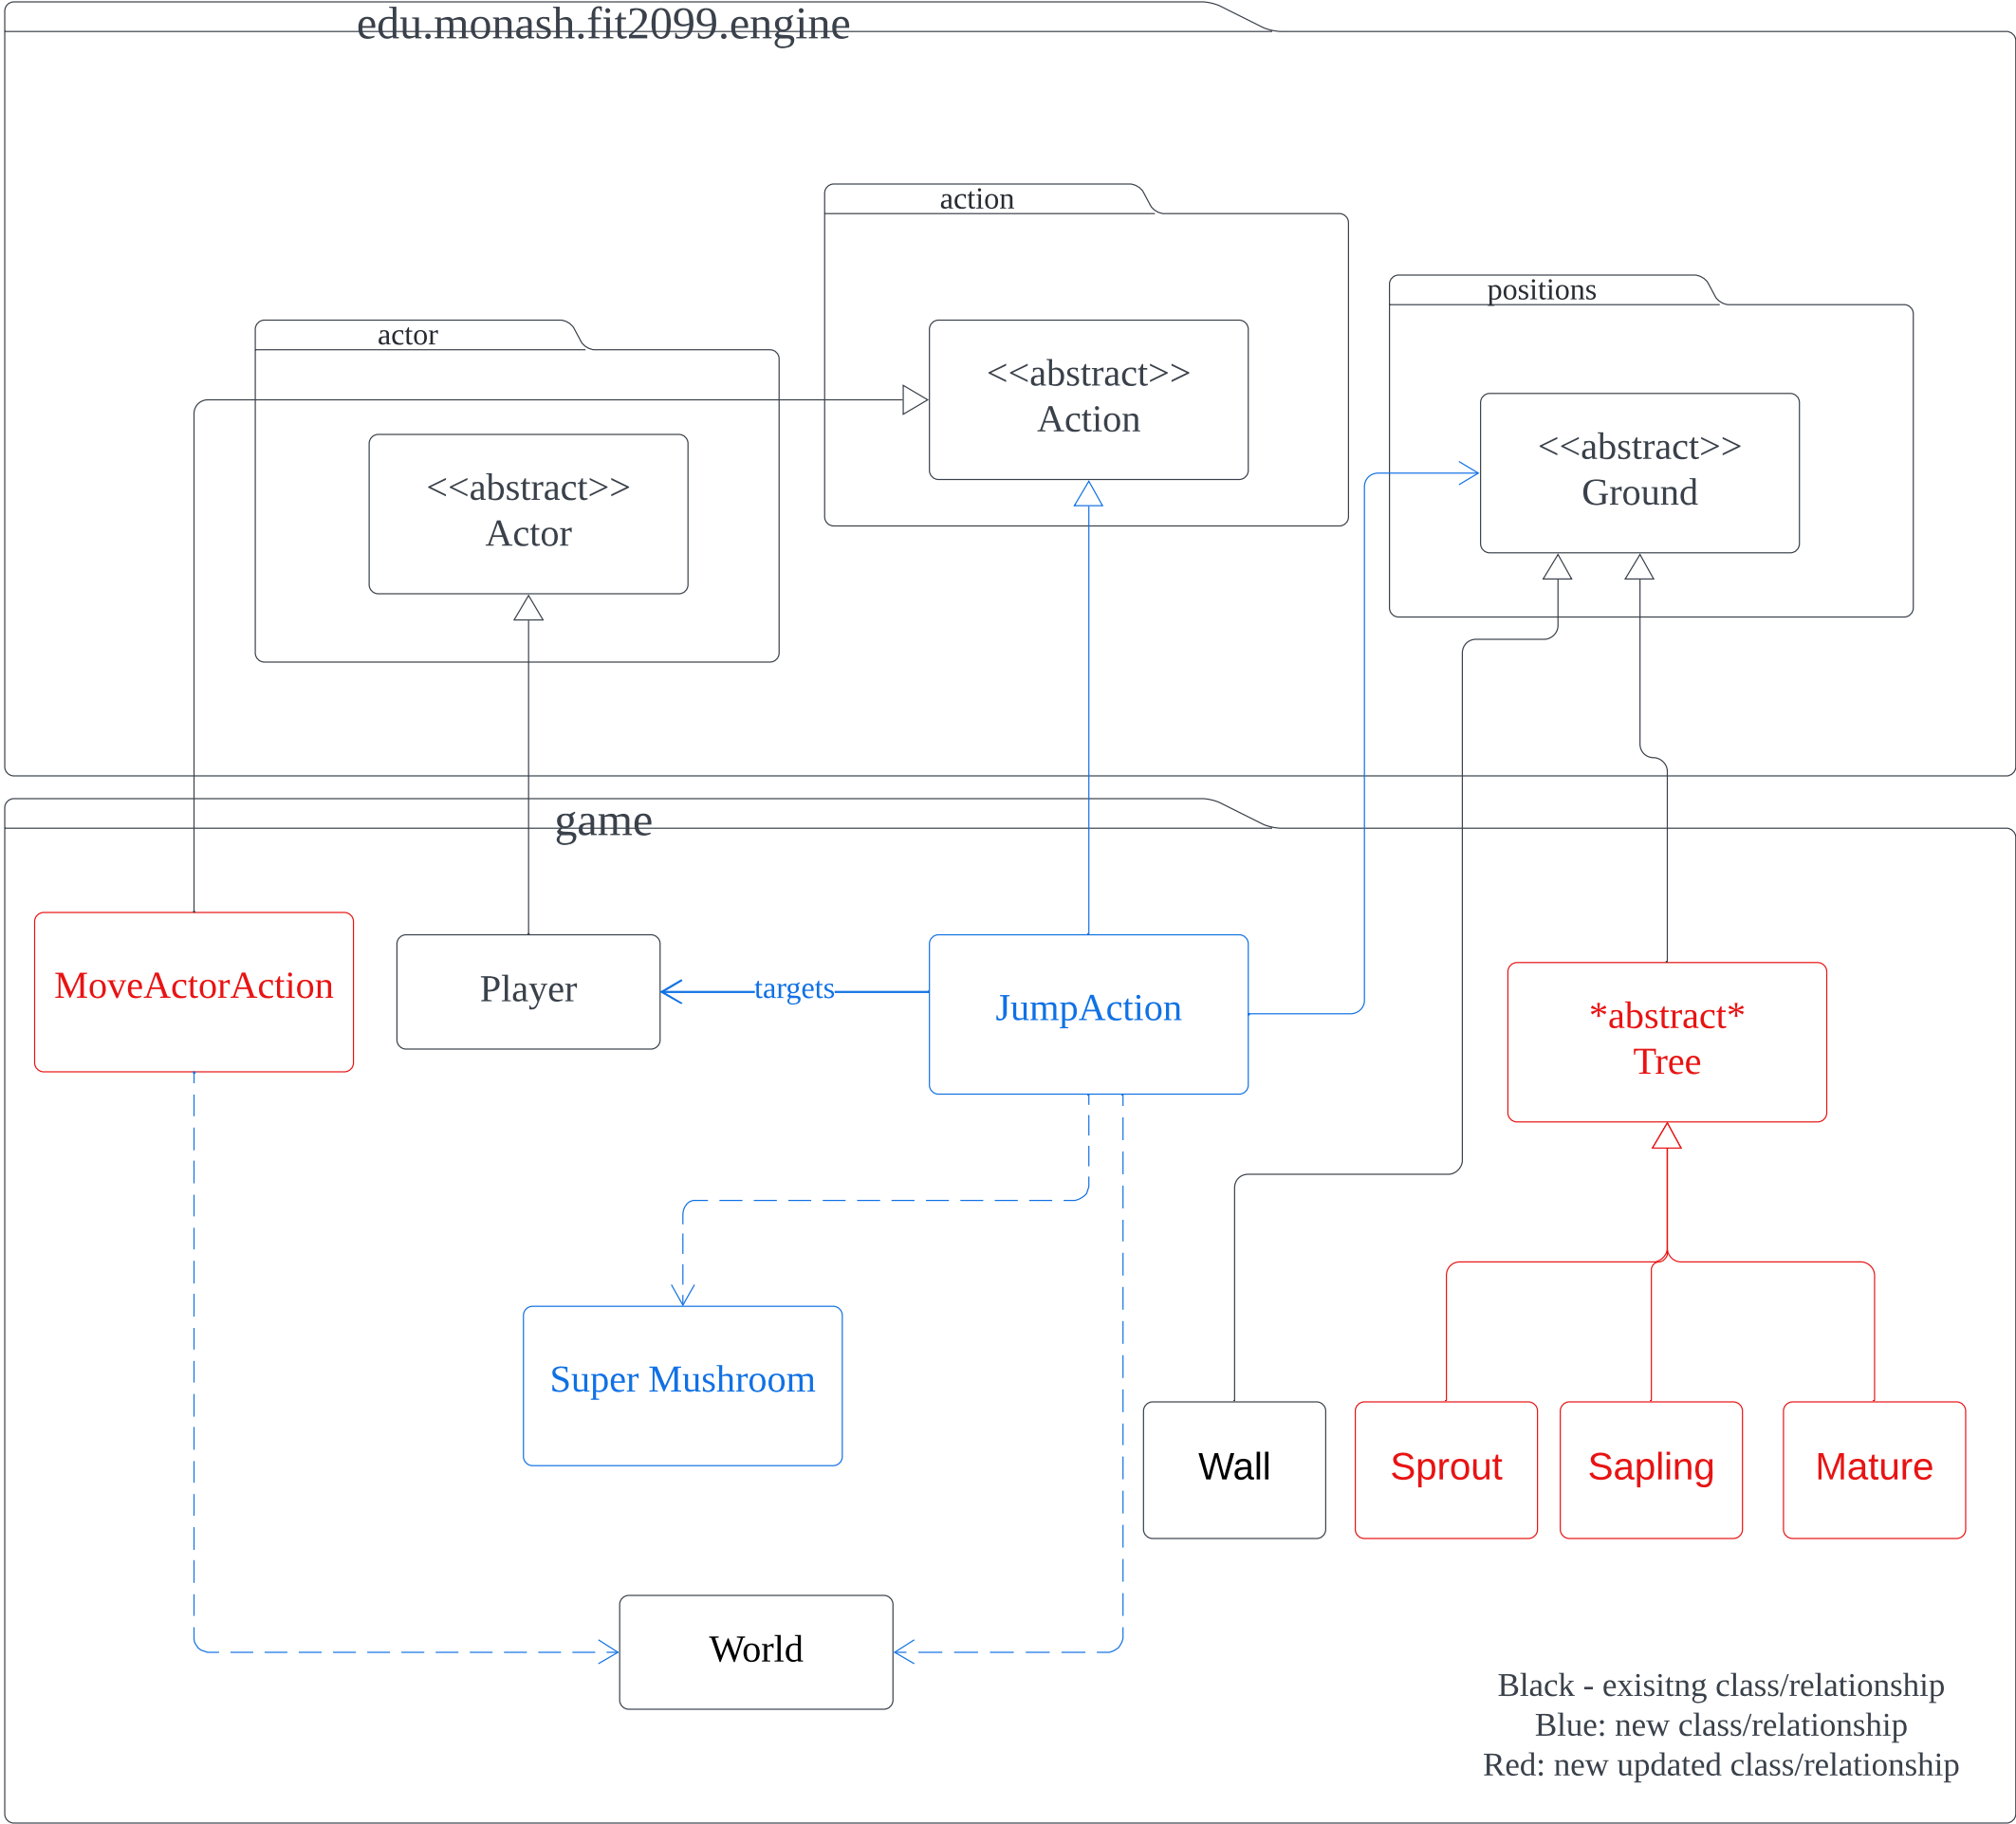 edu.monash.fit2099.engine
action
positions
actor
<<abstract>>
Action
<<abstract>>
Ground
<<abstract>>
Actor
game
MoveActorAction
Player
targets
JumpAction
*abstract*
Tree
Super Mushroom
Wall
Sprout
Sapling
Mature
World
Black - exisitng class/relationship
Blue: new class/relationship
Red: new updated class/relationship